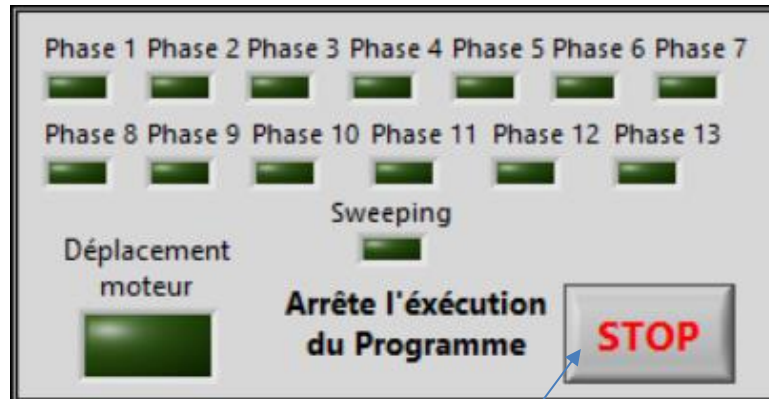 Phase 1 Phase 2 Phase 3 Phase 4 Phase 5 Phase 6 Phase 7
Phase 8 Phase 9 Phase 10 Phase 11 Phase 12 Phase 13
Sweeping
Déplacement
moteur
Arrête l'éxécution
du Programme
STOP